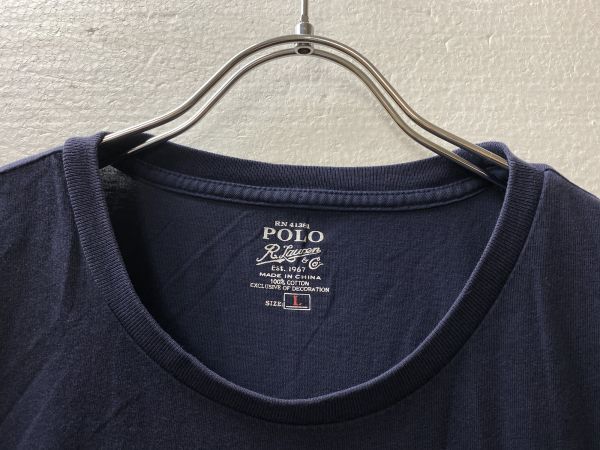 RN 41381
POLO
R. Lauren
& Co
EST. 1967
MADE IN CHINA
100% COTTON
EXCLUSIVE OF DECORATION
SIZE: L